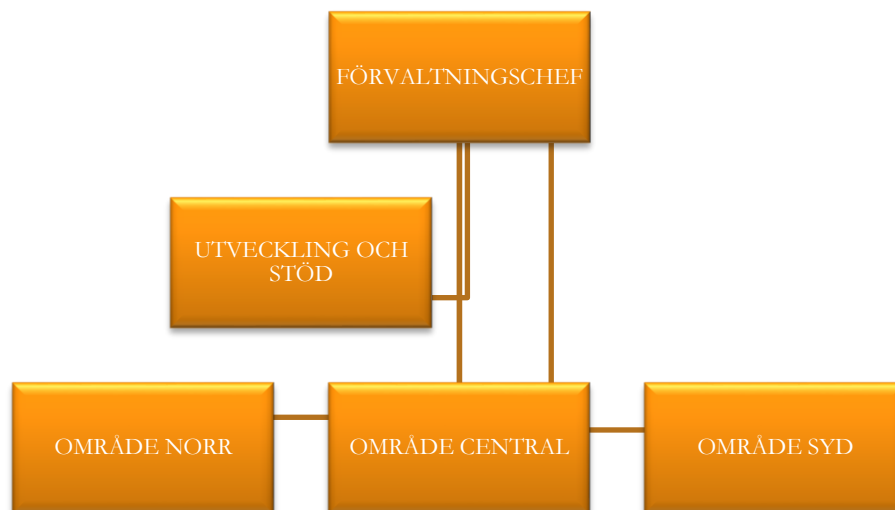 FÖRVALTNINGSCHEF
UTVECKLING OCH
STÖD
OMRÅDE NORR
OMRÅDE CENTRAL
OMRÅDE SYD